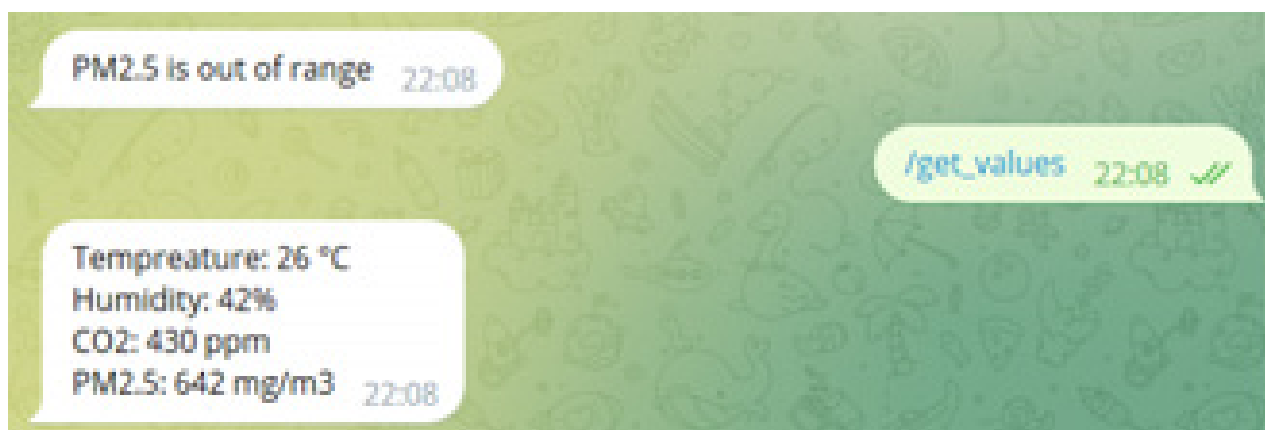 PM2.5 is out of range 22:08
/get_values 22:08
Tempreature: 26 °C
Humidity: 42%
CO2: 430 ppm
PM2.5: 642 mg/m3 22:08